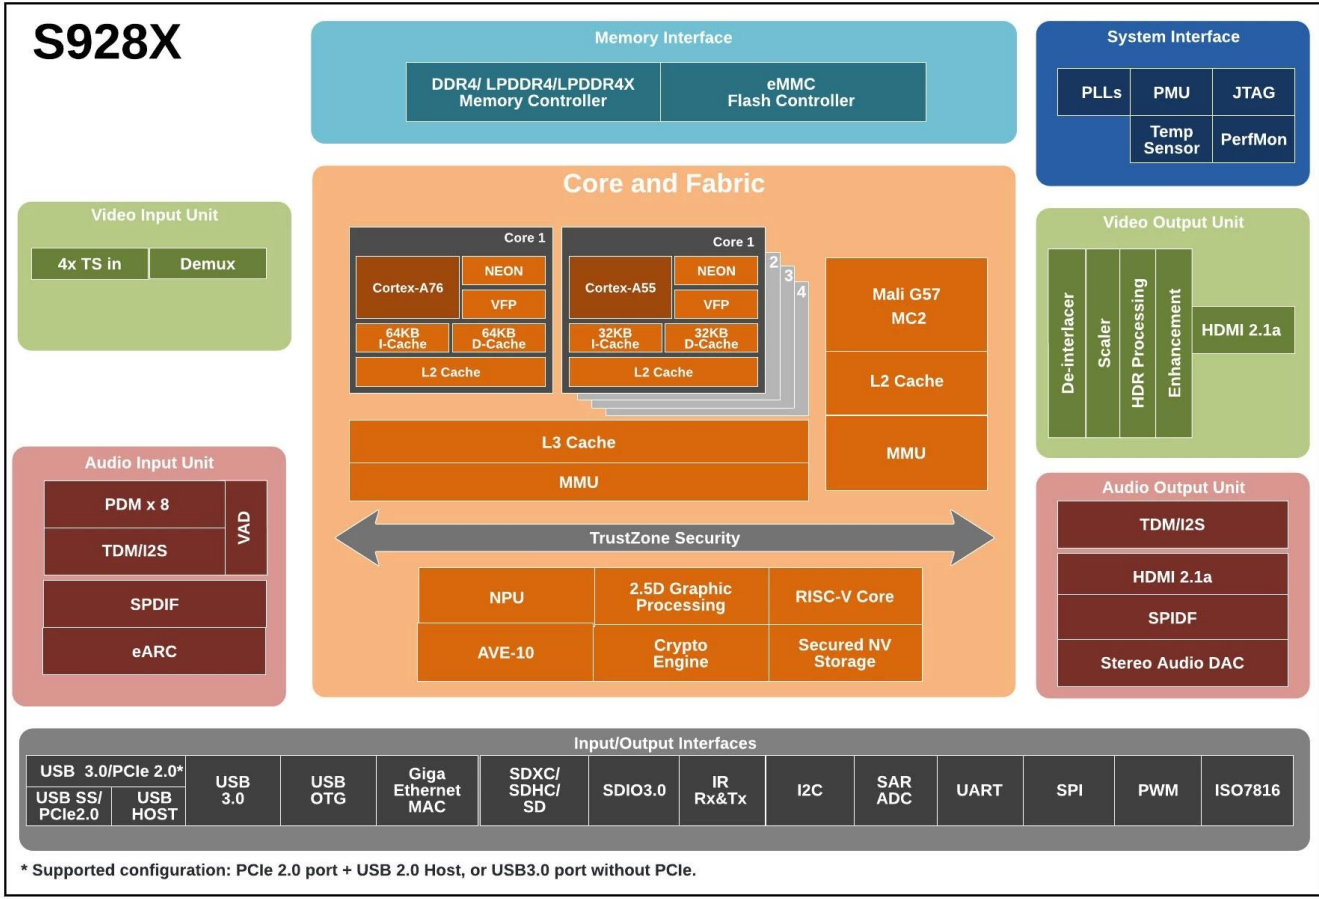 S928X
Memory Interface
DDR4/ LPDDR4/LPDDR4X
Memory Controller
eMMC
Flash Controller
System Interface
PLLs
PMU
JTAG
Temp
Sensor
PerfMon
Video Input Unit
4x TS in
Demux
Core and Fabric
Core 1
Cortex-A76
NEON
VFP
64KB
I-Cache
64KB
D-Cache
L2 Cache
Core 1
2
3
4
Cortex-A55
NEON
VFP
32KB
I-Cache
32KB
D-Cache
L2 Cache
Mali G57
MC2
L2 Cache
MMU
L3 Cache
MMU
Video Output Unit
De-interlacer
Scaler
HDR Processing
Enhancement
HDMI 2.1a
Audio Input Unit
PDM x 8
TDM/I2S
VAD
SPDIF
eARC
TrustZone Security
NPU
2.5D Graphic
Processing
RISC-V Core
AVE-10
Crypto
Engine
Secured NV
Storage
Audio Output Unit
TDM/I2S
HDMI 2.1a
SPIDF
Stereo Audio DAC
Input/Output Interfaces
USB 3.0/PCIe 2.0*
USB SS/
PCIe2.0
USB
HOST
USB
3.0
USB
OTG
Giga
Ethernet
MAC
SDXC/
SDHC/
SD
SDIO3.0
IR
Rx&Tx
I2C
SAR
ADC
UART
SPI
PWM
ISO7816
* Supported configuration: PCIe 2.0 port + USB 2.0 Host, or USB3.0 port without PCIe.